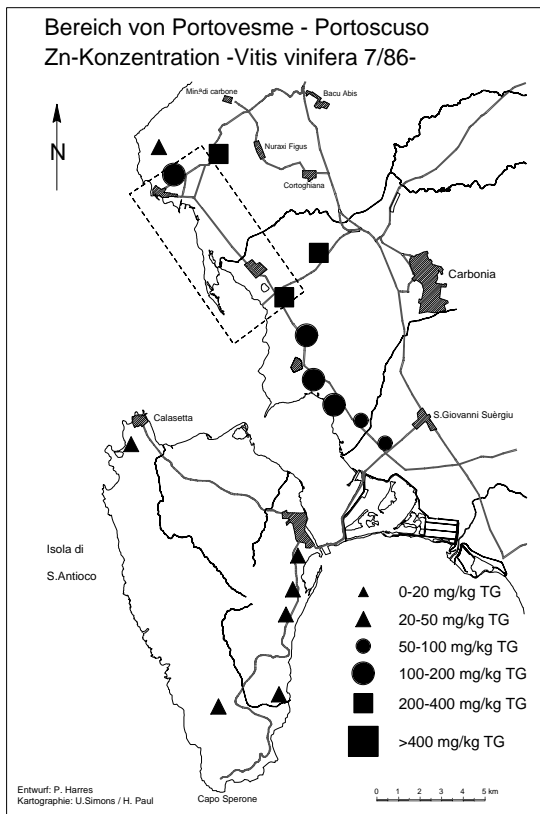 Bereich von Portovesme - Portoscuso
Zn-Konzentration -Vitis vinifera 7/86-
N
Min.ªdi carbone
Bacu Abis
Nuraxi Figus
Cortoghiana
Carbonia
S.Giovanni Suèrgiu
Calasetta
Isola di
S.Antioco
0-20 mg/kg TG
20-50 mg/kg TG
50-100 mg/kg TG
100-200 mg/kg TG
200-400 mg/kg TG
>400 mg/kg TG
Entwurf: P. Harres
Kartographie: U.Simons / H. Paul
Capo Sperone
0 1 2 3 4 5 km